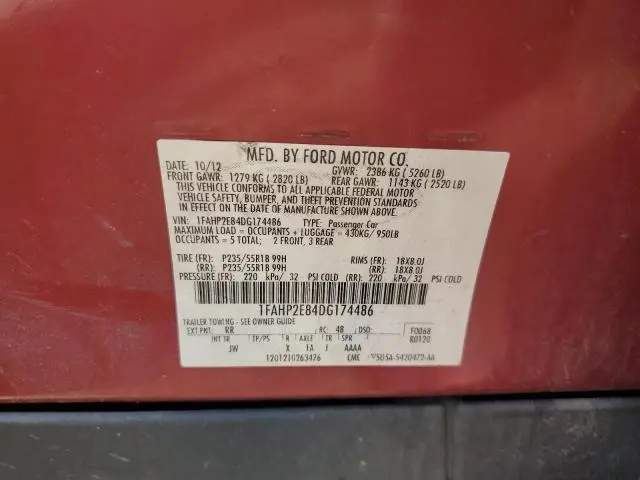 MFD. BY FORD MOTOR CO.
DATE: 10/12 GVWR: 2386 KG ( 5260 LB)
FRONT GAWR: 1279 KG ( 2820 LB) REAR GAWR: 1143 KG ( 2520 LB)
THIS VEHICLE CONFORMS TO ALL APPLICABLE FEDERAL MOTOR
VEHICLE SAFETY, BUMPER, AND THEFT PREVENTION STANDARDS
IN EFFECT ON THE DATE OF MANUFACTURE SHOWN ABOVE.
VIN: 1FAHP2E84DG174486 TYPE: Passenger Car
MAXIMUM LOAD = OCCUPANTS + LUGGAGE = 430KG/ 950LB
OCCUPANTS = 5 TOTAL; 2 FRONT, 3 REAR
TIRE (FR): P235/55R18 99H RIMS (FR): 18X8.0J
(RR): P235/55R18 99H (RR): 18X8.0J
PRESSURE (FR): 220 kPa/ 32 PSI COLD (RR): 220 kPa/ 32 PSI COLD
1FAHP2E84DG174486
TRAILER TOWING - SEE OWNER GUIDE
EXT PNT: RR RC: 48 DSO: F0068
INT TR TP/PS R AXLE TR SPR R0120
JW X 1A J AAAA
1201210263476 CMC